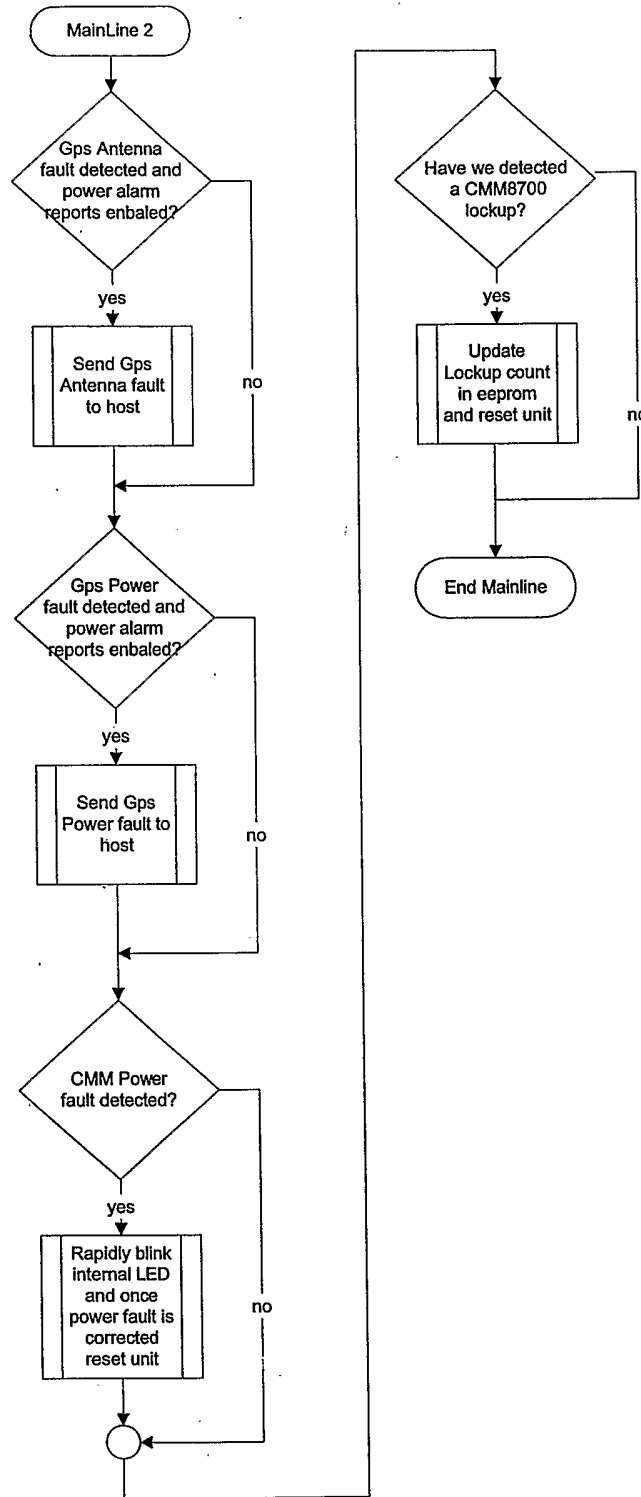 MainLine 2
Gps Antenna
fault detected and
power alarm
reports enbaled?
yes
no
Send Gps
Antenna fault
to host
Gps Power
fault detected and
power alarm
reports enbaled?
yes
no
Send Gps
Power fault to
host
CMM Power
fault detected?
yes
no
Rapidly blink
internal LED
and once
power fault is
corrected
reset unit
Have we detected
a CMM8700
lockup?
yes
no
Update
Lockup count
in eeprom
and reset unit
End Mainline